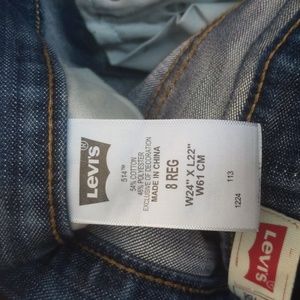 LEVI'S®
514™
54% COTTON
46% POLYESTER
EXCLUSIVE OF DECORATION
MADE IN CHINA
8 REG
W24" X L22"
W61 CM
113
1224
LEVI'S